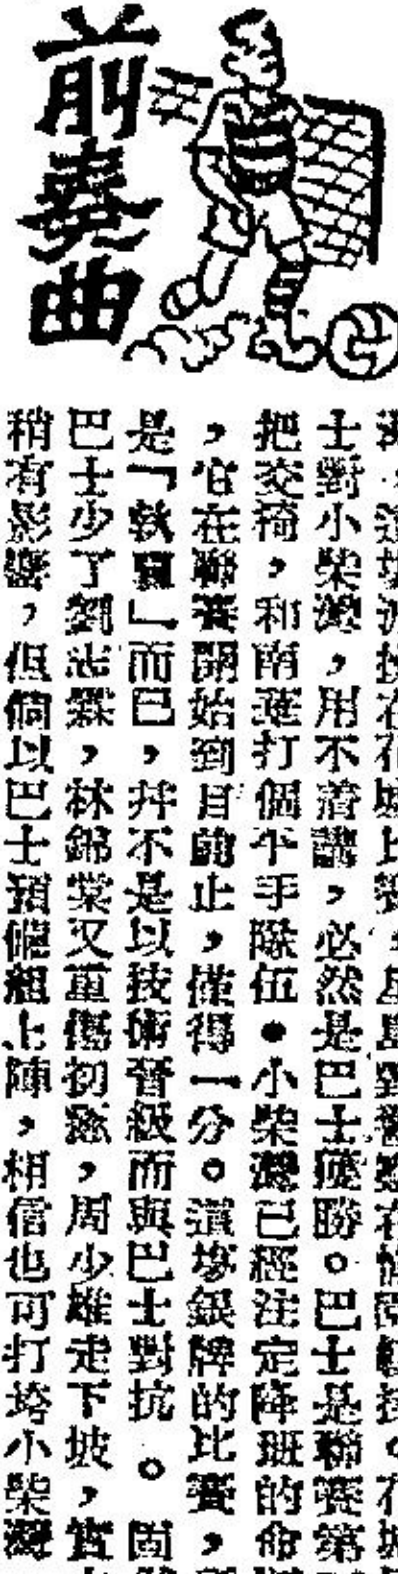 前奏曲
士對小柴灣，用不着講，必然是巴士獲勝。巴士是聯賽第
把交椅，和南華打個平手隊伍●小柴灣已經注定降班的命
，官在聯賽開始到目前止，僅得一分。這場銀牌的比賽，
是「執寶」而已，并不是以技術晉級而與巴士對抗。固
巴士少了劉志霖，林錦棠又重傷初愈，周少雄走下坡，實
稍有影響，但倘以巴士預備組上陣，相信也可打垮小柴灣